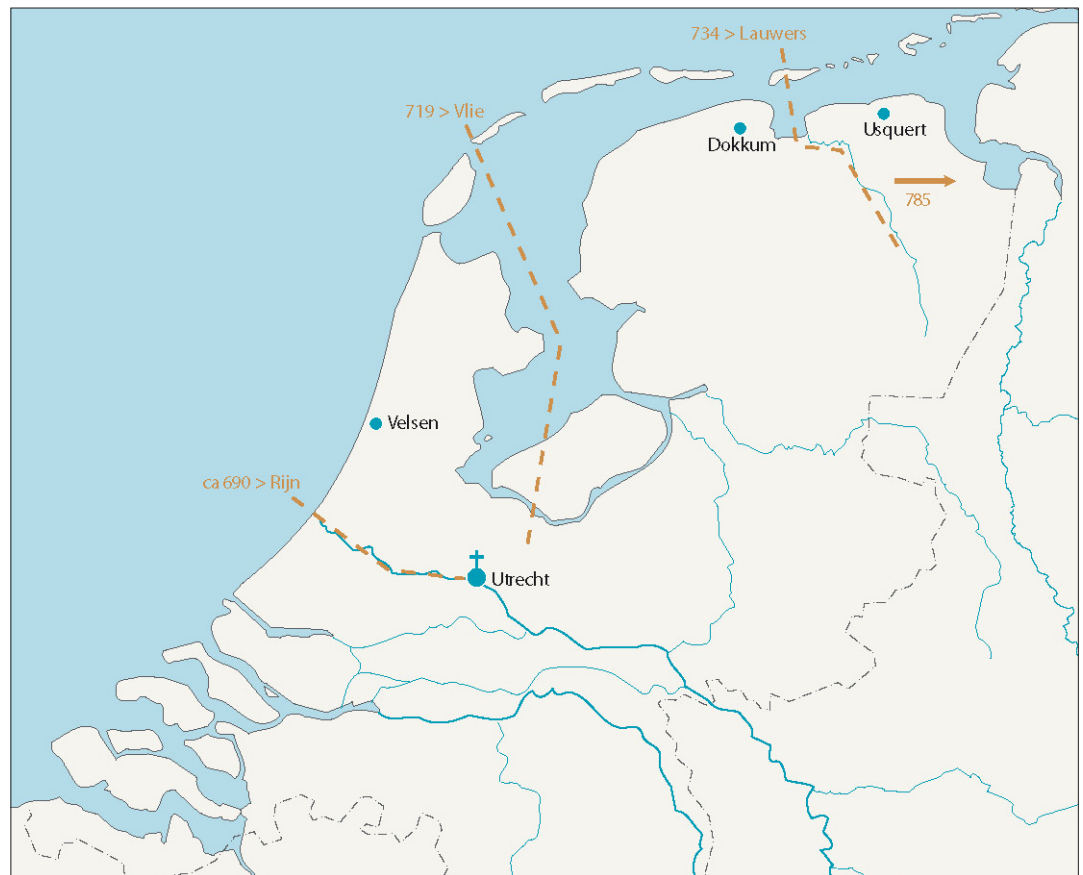 734 > Lauwers
719 > Vlie
Dokkum
Usquert
785
Velsen
ca 690 > Rijn
Utrecht